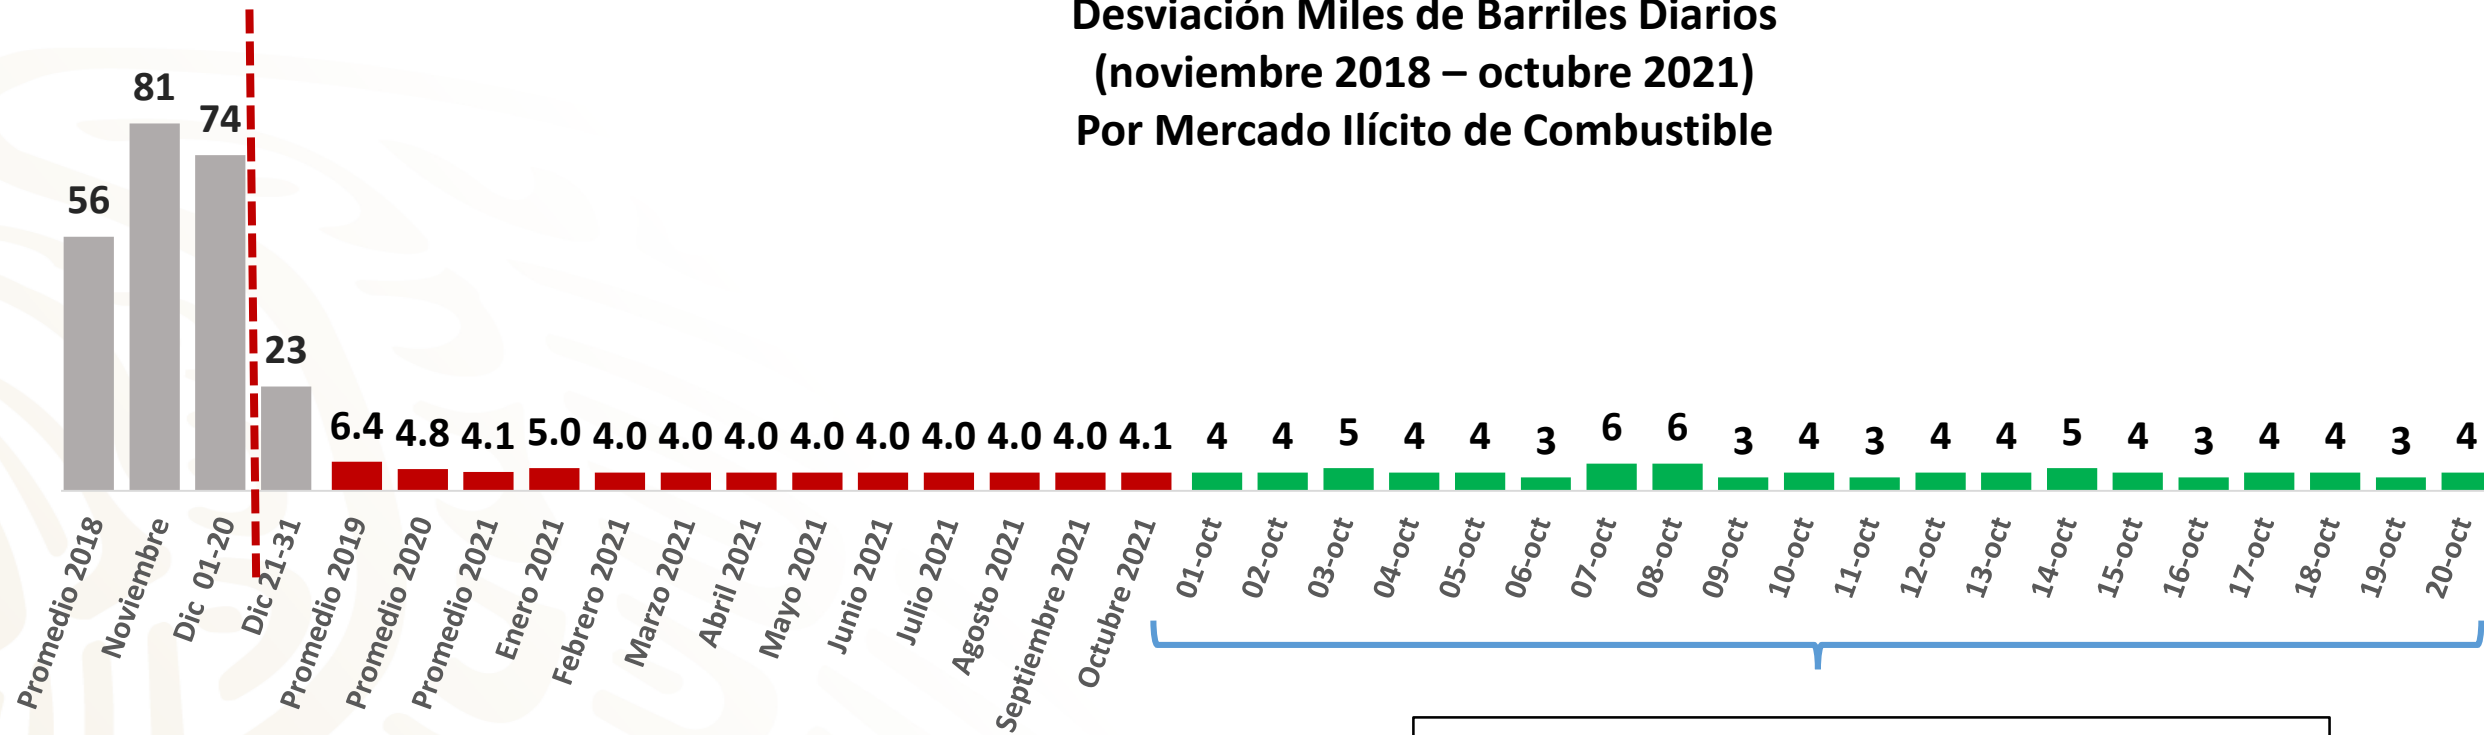 Desviación Miles de Barriles Diarios
(noviembre 2018 – octubre 2021)
Por Mercado Ilícito de Combustible
56
81
74
23
6.4
4.8
4.1
5.0
4.0
4.0
4.0
4.0
4.0
4.0
4.0
4.0
4.1
4
4
5
4
4
3
6
6
3
4
3
4
4
5
4
3
4
4
3
4
Promedio 2018
Noviembre
Dic 01-20
Dic 21-31
Promedio 2019
Promedio 2020
Promedio 2021
Enero 2021
Febrero 2021
Marzo 2021
Abril 2021
Mayo 2021
Junio 2021
Julio 2021
Agosto 2021
Septiembre 2021
Octubre 2021
01-oct
02-oct
03-oct
04-oct
05-oct
06-oct
07-oct
08-oct
09-oct
10-oct
11-oct
12-oct
13-oct
14-oct
15-oct
16-oct
17-oct
18-oct
19-oct
20-oct